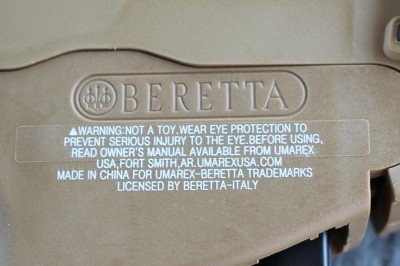 BERETTA
⚠WARNING:NOT A TOY.WEAR EYE PROTECTION TO
PREVENT SERIOUS INJURY TO THE EYE.BEFORE USING,
READ OWNER'S MANUAL AVAILABLE FROM UMAREX
USA,FORT SMITH,AR.UMAREXUSA.COM
MADE IN CHINA FOR UMAREX-BERETTA TRADEMARKS
LICENSED BY BERETTA-ITALY